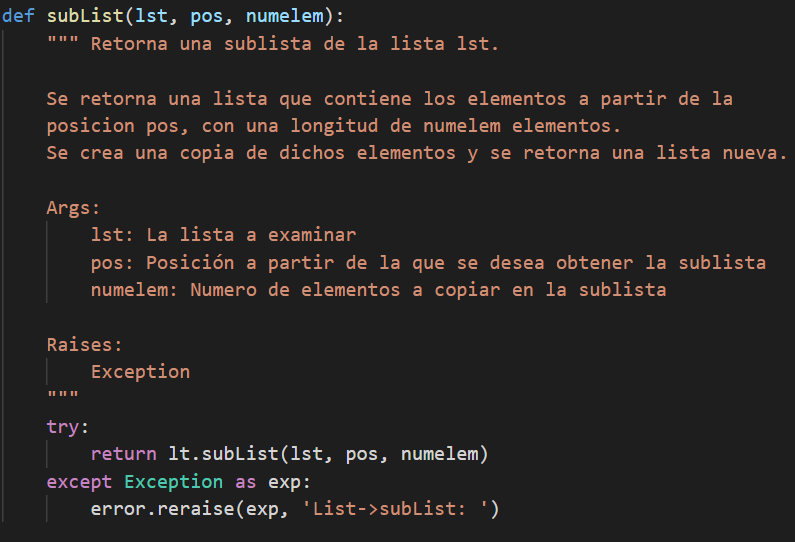 def subList(lst, pos, numelem):
""" Retorna una sublista de la lista lst.
Se retorna una lista que contiene los elementos a partir de la
posicion pos, con una longitud de numelem elementos.
Se crea una copia de dichos elementos y se retorna una lista nueva.
Args:
lst: La lista a examinar
pos: Posición a partir de la que se desea obtener la sublista
numelem: Numero de elementos a copiar en la sublista
Raises:
Exception
"""
try:
return lt.subList(lst, pos, numelem)
except Exception as exp:
error.reraise(exp, 'List->subList: ')